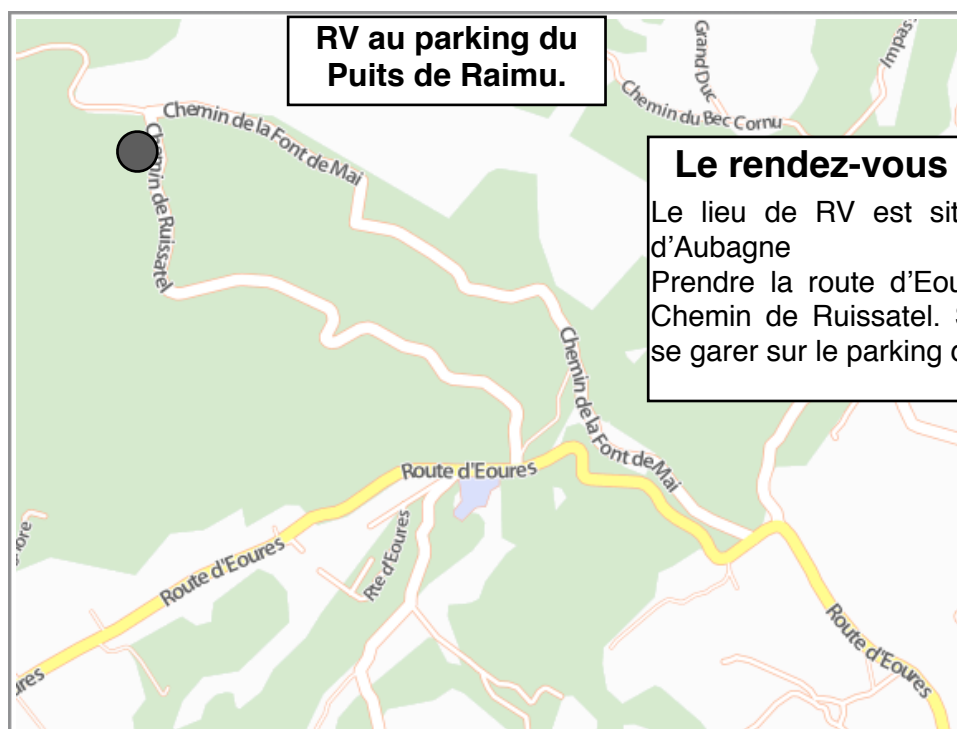 RV au parking du
Puits de Raimu.
Grand Duc
Chemin du Bec Cornu
Chemin de la Font de Mai
Chemin de Ruissatel
Le rendez-vous
Le lieu de RV est
d'Aubagne
Prendre la route
Chemin de Ruissatel.
se garer sur le parking
Chemin de la Font de Mai
Route d'Eoures
Rte d'Eoures
Route d'Eoures
Route d'Eoures